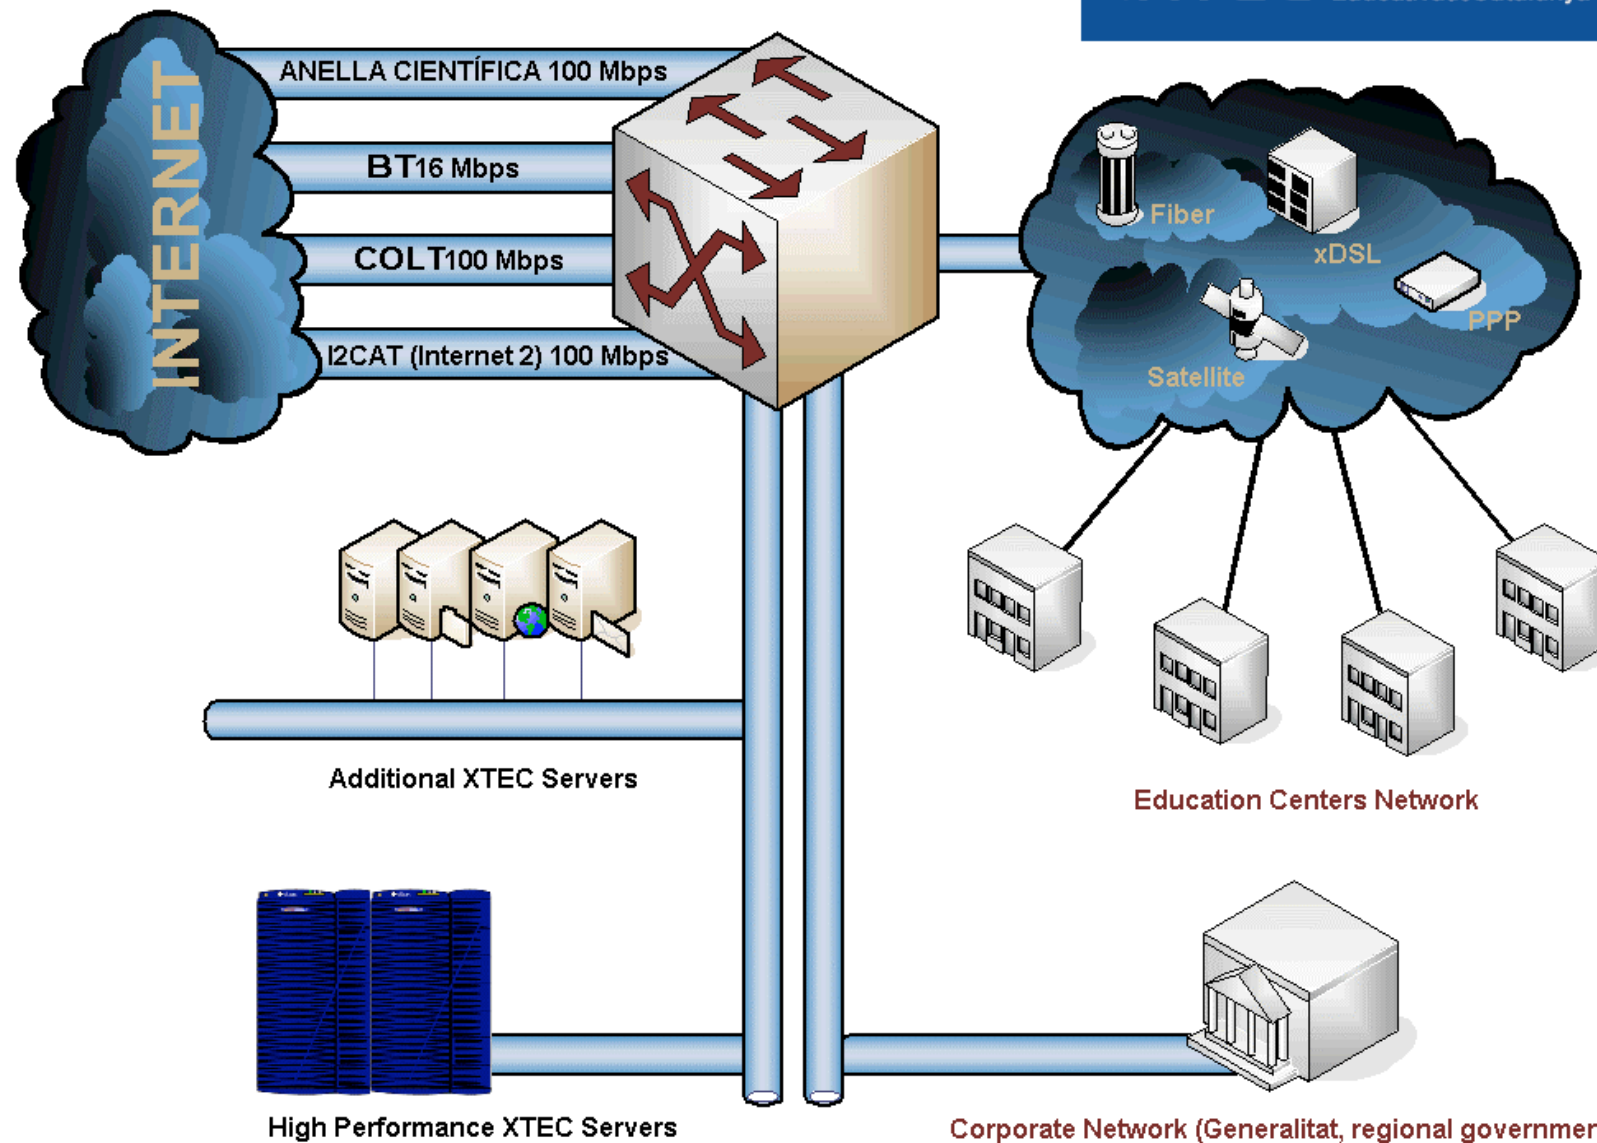 ANELLA CIENTÍFICA 100 Mbps
BT16 Mbps
COLT100 Mbps
I2CAT (Internet 2) 100 Mbps
INTERNET
Fiber
xDSL
PPP
Satellite
Additional XTEC Servers
Education Centers Network
High Performance XTEC Servers
Corporate Network (Generalitat, regional governmen